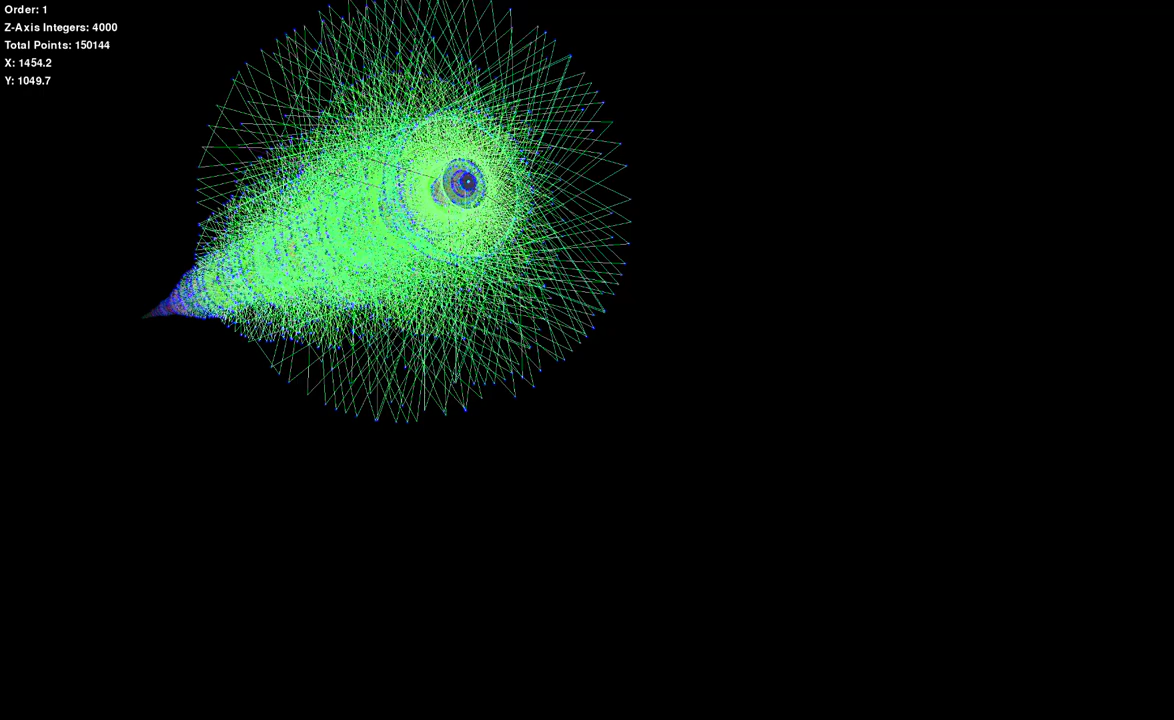 Order: 1
Z-Axis Integers: 4000
Total Points: 150144
X: 1454.2
Y: 1049.7